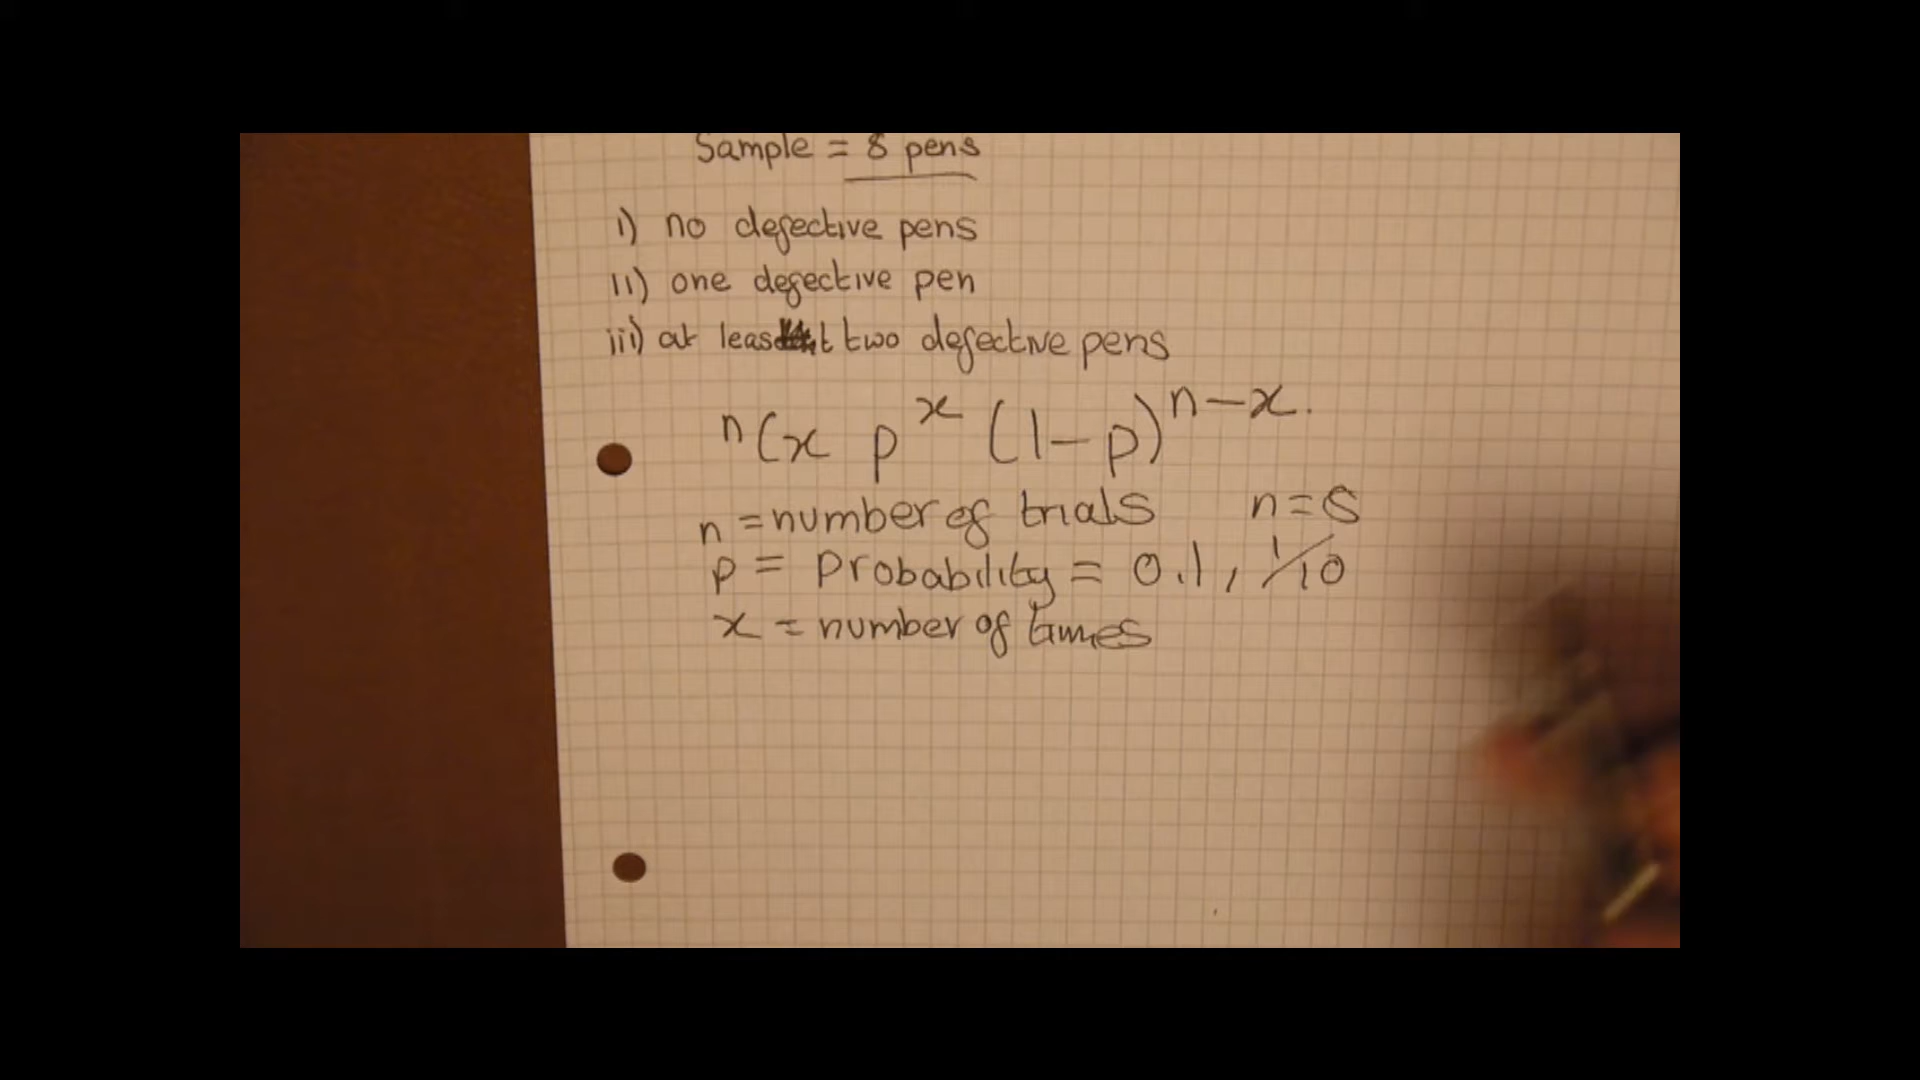 Sample = 8 pens
i) no defective pens
ii) one defective pen
iii) at least two defective pens
ⁿCx pˣ (1-p)ⁿ⁻ˣ.
n = number of trials n = 8
p = probability = 0.1, 1/10
x = number of times